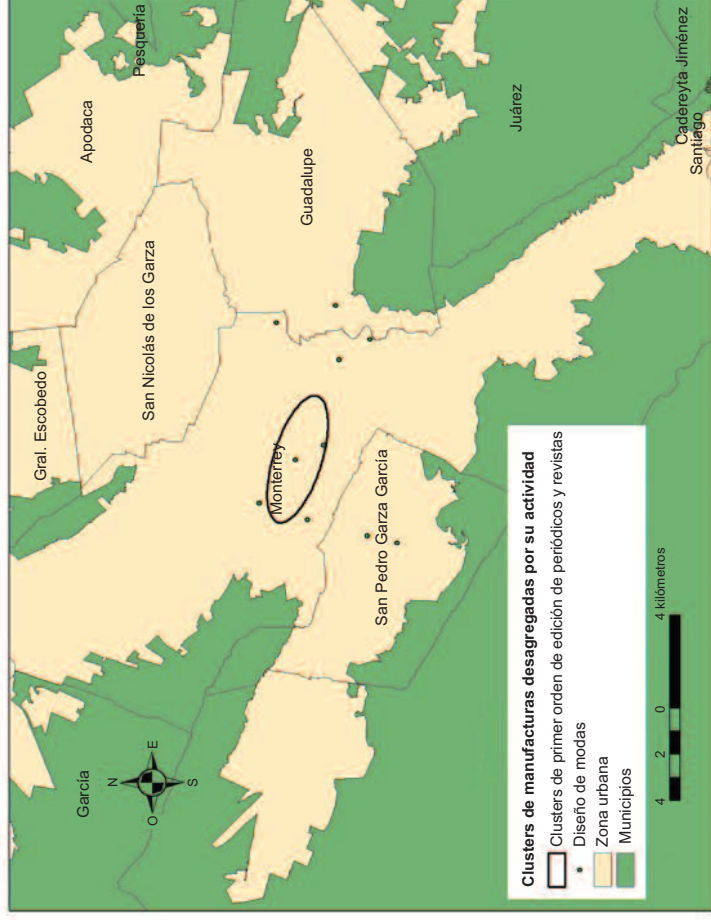 Gral. Escobedo
Apodaca
Pesquería
San Nicolás de los Garza
García
Monterrey
Guadalupe
San Pedro Garza García
Juárez
Cadereyta Jiménez
Santiago
N
O
E
S
Clusters de manufacturas desagregadas por su actividad
Clusters de primer orden de edición de periódicos y revistas
Diseño de modas
Zona urbana
Municipios
4 2 0 4 kilómetros